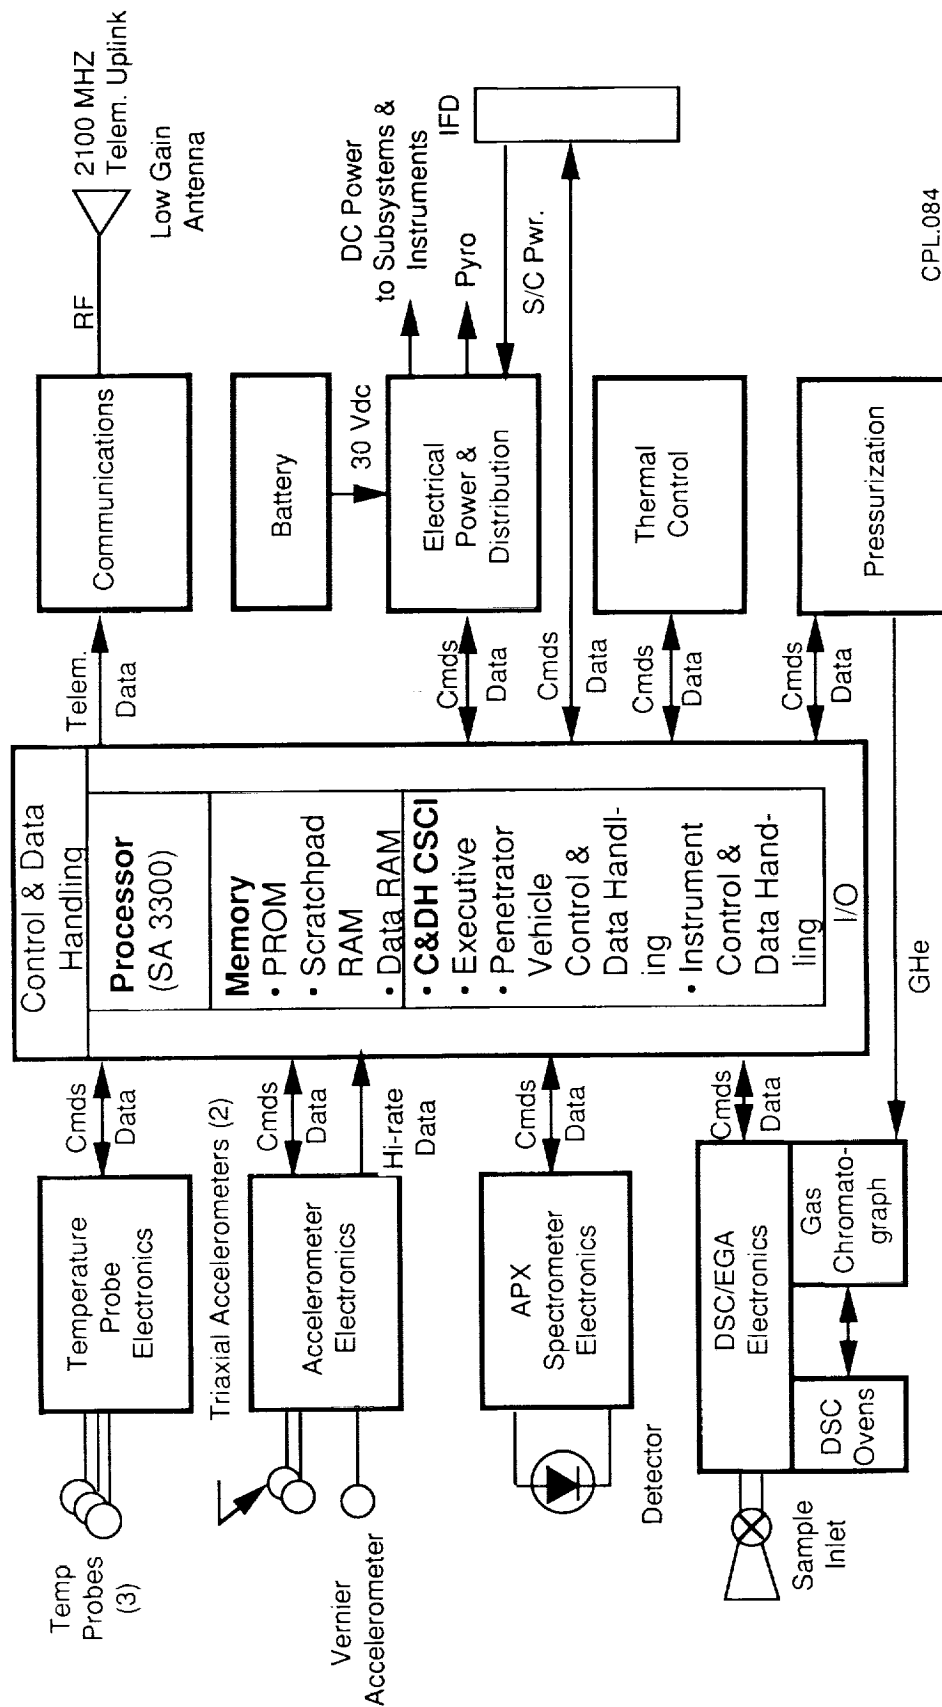 Temp
Probes
(3)
Temperature
Probe
Electronics
Cmds
Data
Triaxial Accelerometers (2)
Vernier
Accelerometer
Accelerometer
Electronics
Cmds
Data
Hi-rate
Data
Detector
APX
Spectrometer
Electronics
Cmds
Data
Sample
Inlet
DSC/EGA
Electronics
DSC
Ovens
Gas
Chromato-
graph
Cmds
Data
GHe
Control & Data
Handling
Processor
(SA 3300)
Memory
• PROM
• Scratchpad
RAM
• Data RAM
• C&DH CSCI
• Executive
• Penetrator
Vehicle
Control &
Data Handl-
ing
• Instrument
Control &
Data Hand-
ling
I/O
Telem.
Data
Communications
RF
2100 MHZ
Telem. Uplink
Low Gain
Antenna
Battery
30 Vdc
Cmds
Data
Electrical
Power &
Distribution
DC Power
to Subsystems &
Instruments
Pyro
S/C Pwr.
IFD
Cmds
Data
Cmds
Data
Thermal
Control
Cmds
Data
Pressurization
CPL.084